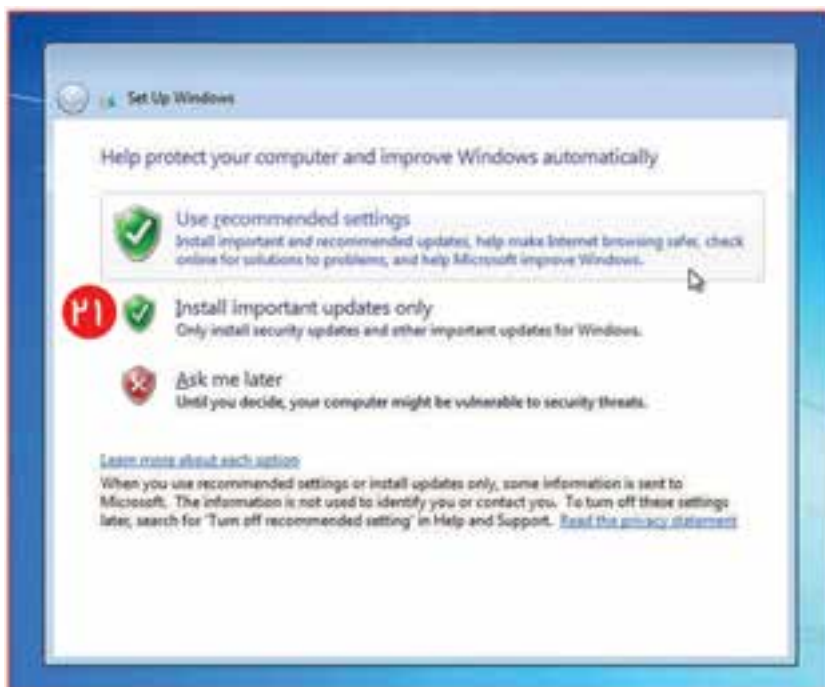 Set Up Windows
Help protect your computer and improve Windows automatically
Use recommended settings
Install important and recommended updates, help make Internet browsing safer, check
online for solutions to problems, and help Microsoft improve Windows.
۲۱
Install important updates only
Only install security updates and other important updates for Windows.
Ask me later
Until you decide, your computer might be vulnerable to security threats.
Learn more about each option
When you use recommended settings or install updates only, some information is sent to
Microsoft. The information is not used to identify you or contact you. To turn off these settings
later, search for 'Turn off recommended setting' in Help and Support. Read the privacy statement